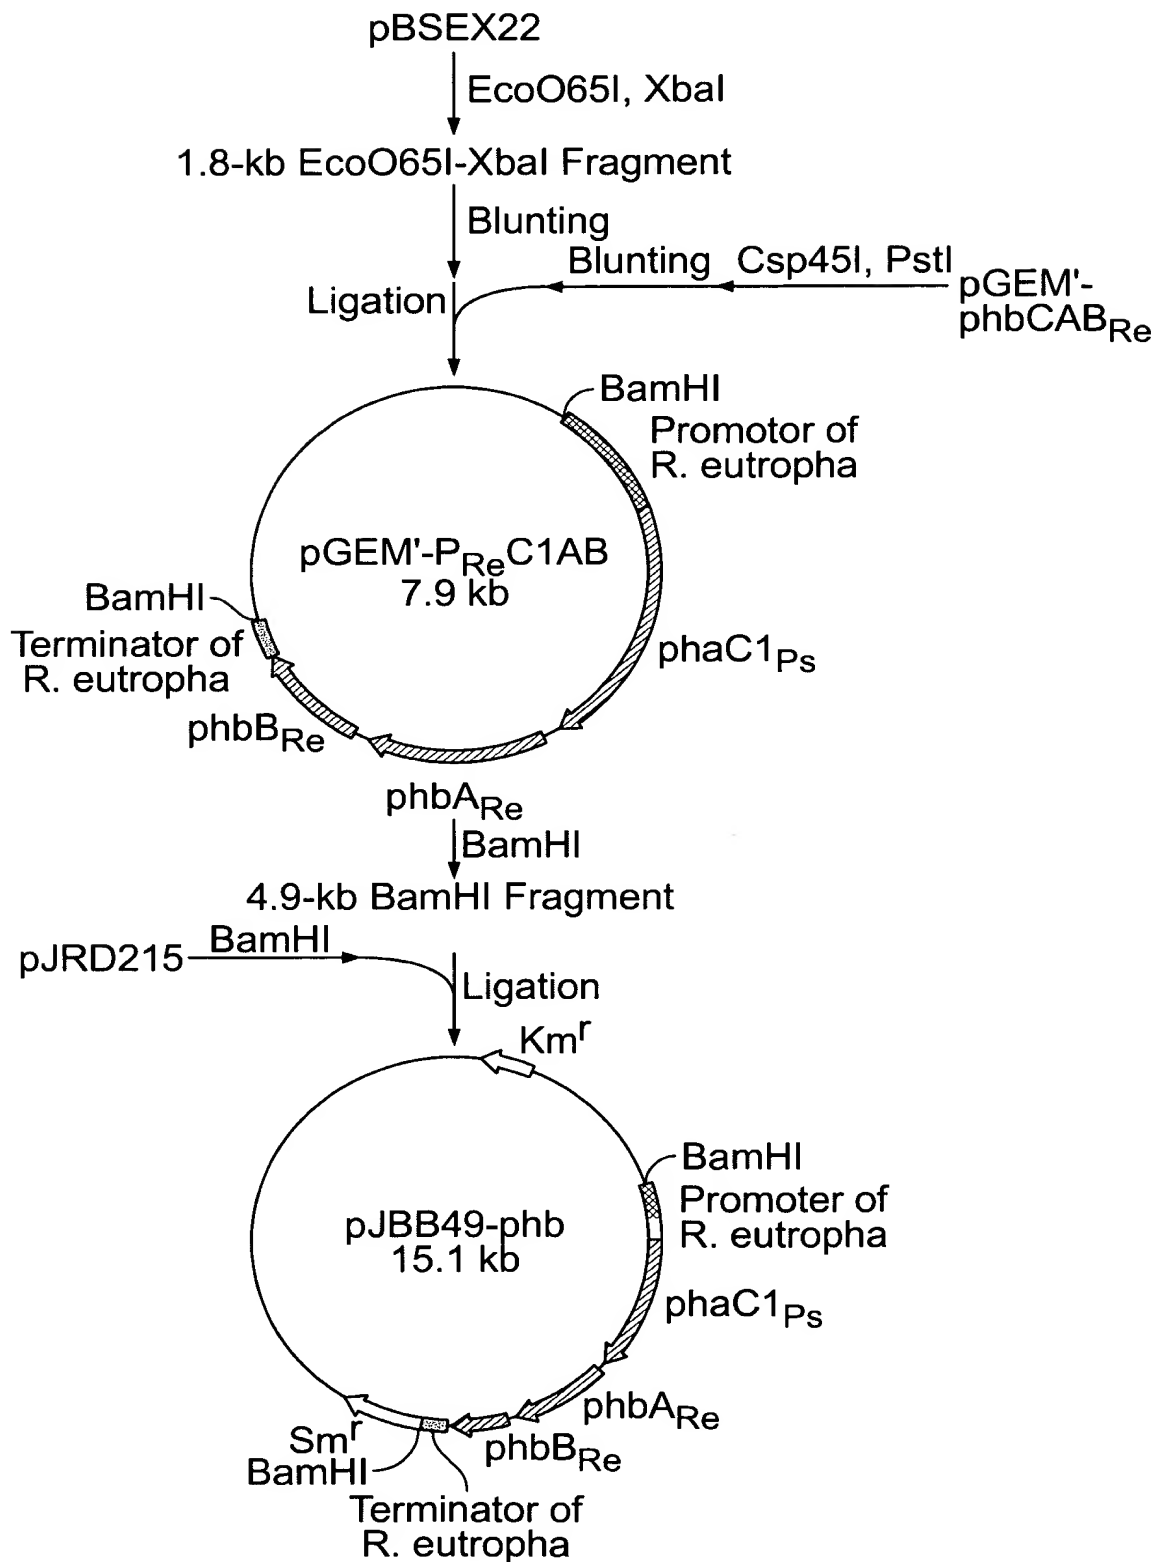 pBSEX22
EcoO65I, XbaI
1.8-kb EcoO65I-XbaI Fragment
Blunting
Blunting Csp45I, PstI
pGEM'-
phbCABRe
Ligation
BamHI
Promotor of
R. eutropha
pGEM'-PReC1AB
7.9 kb
BamHI
Terminator of
R. eutropha
phaC1Ps
phbBRe
phbARe
BamHI
4.9-kb BamHI Fragment
pJRD215
BamHI
Ligation
Kmr
BamHI
Promoter of
R. eutropha
pJBB49-phb
15.1 kb
phaC1Ps
phbARe
phbBRe
Smr
BamHI
Terminator of
R. eutropha